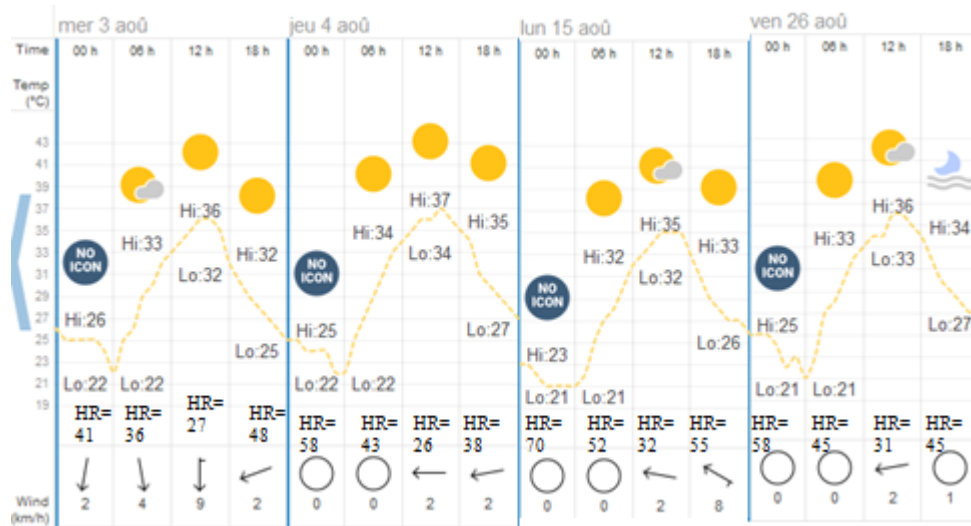 mer 3 aoû jeu 4 aoû lun 15 aoû ven 26 aoû
Time 00 h 06 h 12 h 18 h 00 h 06 h 12 h 18 h 00 h 06 h 12 h 18 h 00 h 06 h 12 h 18 h
Temp
(°C)
43
41
39
37 Hi:37
Hi:36 Hi:36
35 Hi:35 Hi:35 Hi:34
Hi:33 Hi:32 Hi:34 Hi:32 Hi:33 Hi:33
33 Lo:34 Lo:33
NO ICON NO ICON NO ICON NO ICON
31 Lo:32 Lo:32
29
27 Hi:26 Lo:27 Lo:27
25 Hi:25 Lo:26 Hi:25
Lo:25 Hi:23
23
21 Lo:22 Lo:22 Lo:22 Lo:22 Lo:21 Lo:21 Lo:21 Lo:21
19
HR= HR= HR= HR= HR= HR= HR= HR= HR= HR= HR= HR= HR= HR= HR= HR=
41 36 27 48 58 43 26 38 70 52 32 55 58 45 31 45
Wind 2 4 9 2 0 0 2 2 0 0 2 8 0 0 2 1
(km/h)